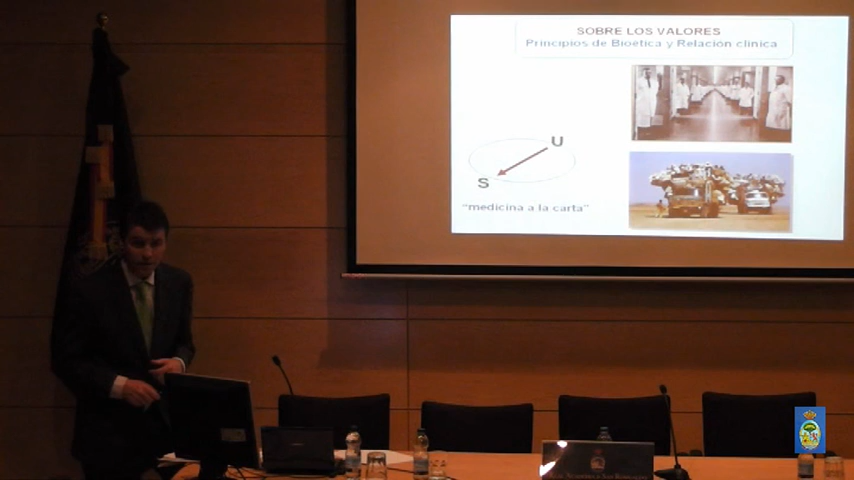 SOBRE LOS VALORES
Principios de Bioética y Relación clínica
U
S
"medicina a la carta"